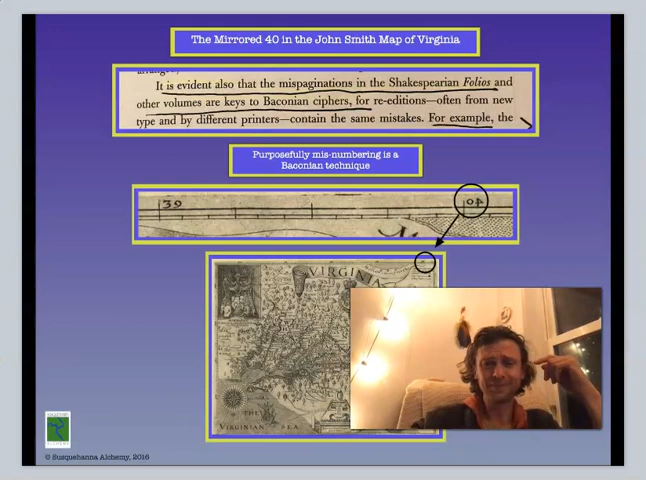 The Mirrored 40 in the John Smith Map of Virginia
It is evident also that the mispaginations in the Shakespearian Folios and
other volumes are keys to Baconian ciphers, for re-editions—often from new
type and by different printers—contain the same mistakes. For example, the
Purposefully mis-numbering is a
Baconian technique
39
04
VIRGINIA
THE
VIRGINIAN SEA
© Susquehanna Alchemy, 2016